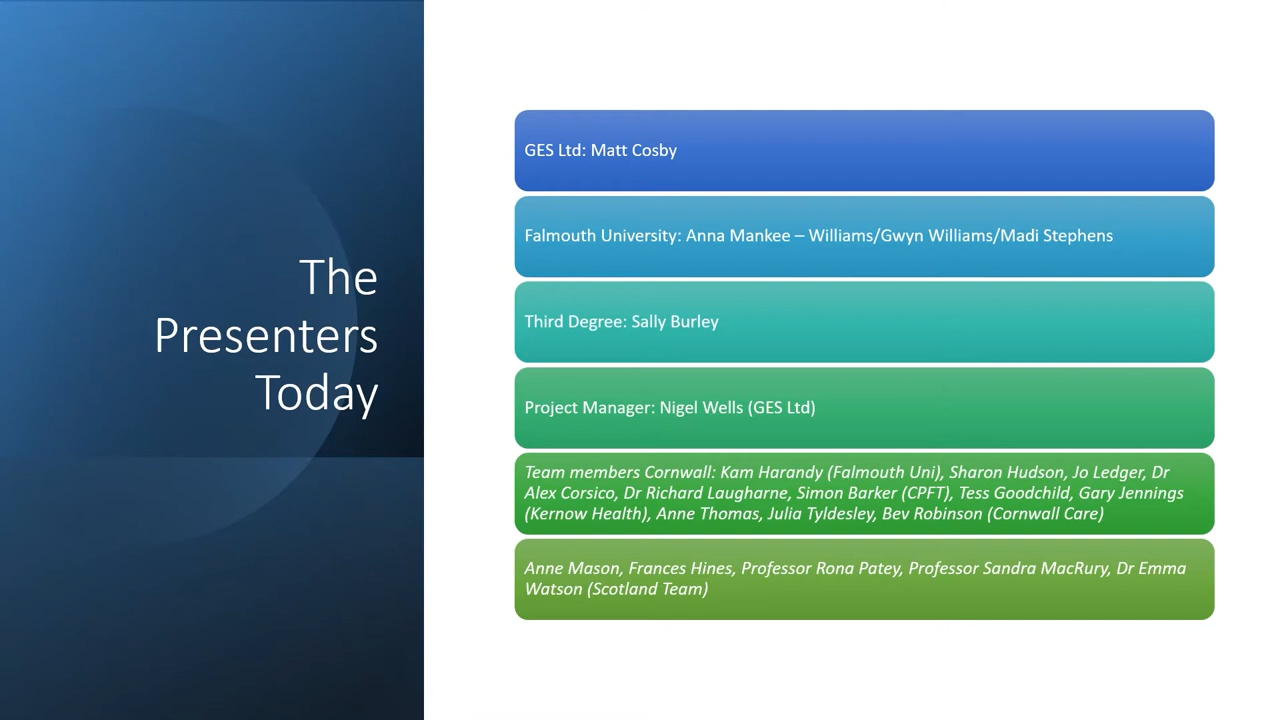 The
Presenters
Today
GES Ltd: Matt Cosby
Falmouth University: Anna Mankee – Williams/Gwyn Williams/Madi Stephens
Third Degree: Sally Burley
Project Manager: Nigel Wells (GES Ltd)
Team members Cornwall: Kam Harandy (Falmouth Uni), Sharon Hudson, Jo Ledger, Dr
Alex Corsico, Dr Richard Laugharne, Simon Barker (CPFT), Tess Goodchild, Gary Jennings
(Kernow Health), Anne Thomas, Julia Tyldesley, Bev Robinson (Cornwall Care)
Anne Mason, Frances Hines, Professor Rona Patey, Professor Sandra MacRury, Dr Emma
Watson (Scotland Team)